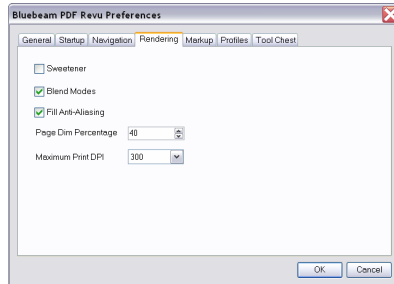 Bluebeam PDF Revu Preferences
General Startup Navigation Rendering Markup Profiles Tool Chest
Sweetener
Blend Modes
Fill Anti-Aliasing
Page Dim Percentage 40
Maximum Print DPI 300
OK Cancel